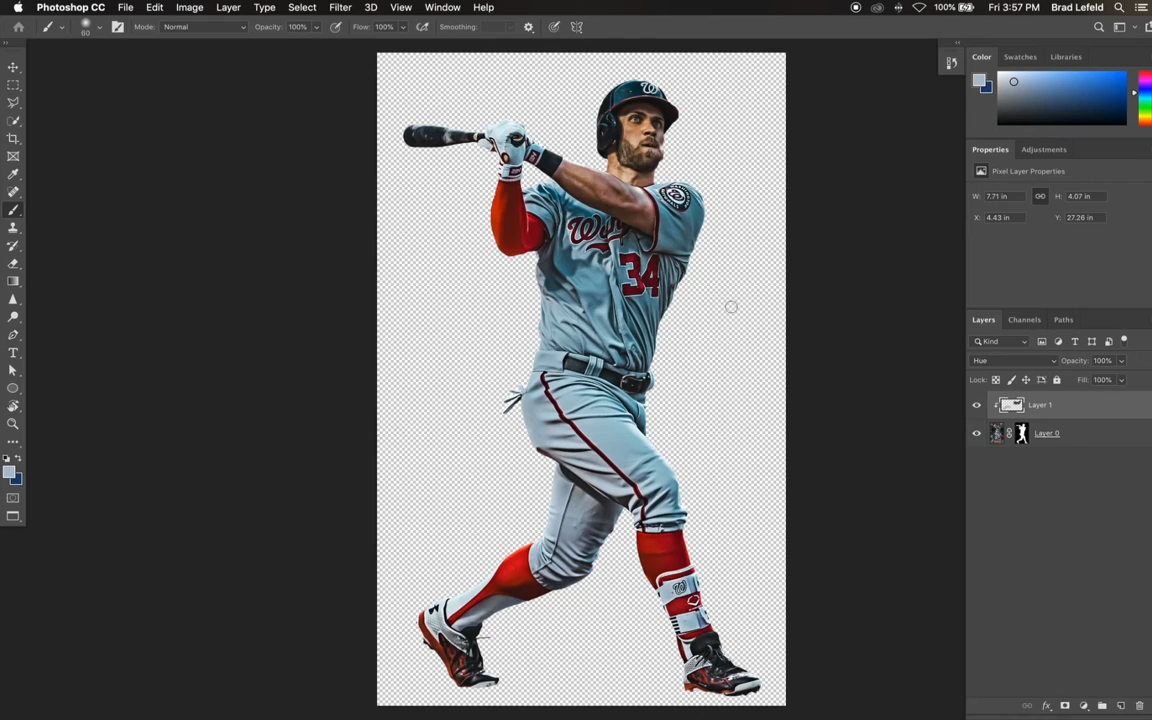 Photoshop CC File Edit Image Layer Type Select Filter 3D View Window Help 100% Fri 3:57 PM Brad Lefeld
60 Mode: Normal Opacity: 100% Flow: 100% Smoothing:
Color Swatches Libraries
Properties Adjustments
Pixel Layer Properties
W: 7.71 in H: 4.07 in
X: 4.43 in Y: 27.26 in
W
34
Layers Channels Paths
Kind
Hue Opacity: 100%
Lock: Fill: 100%
Layer 1
Layer 0
W
fx